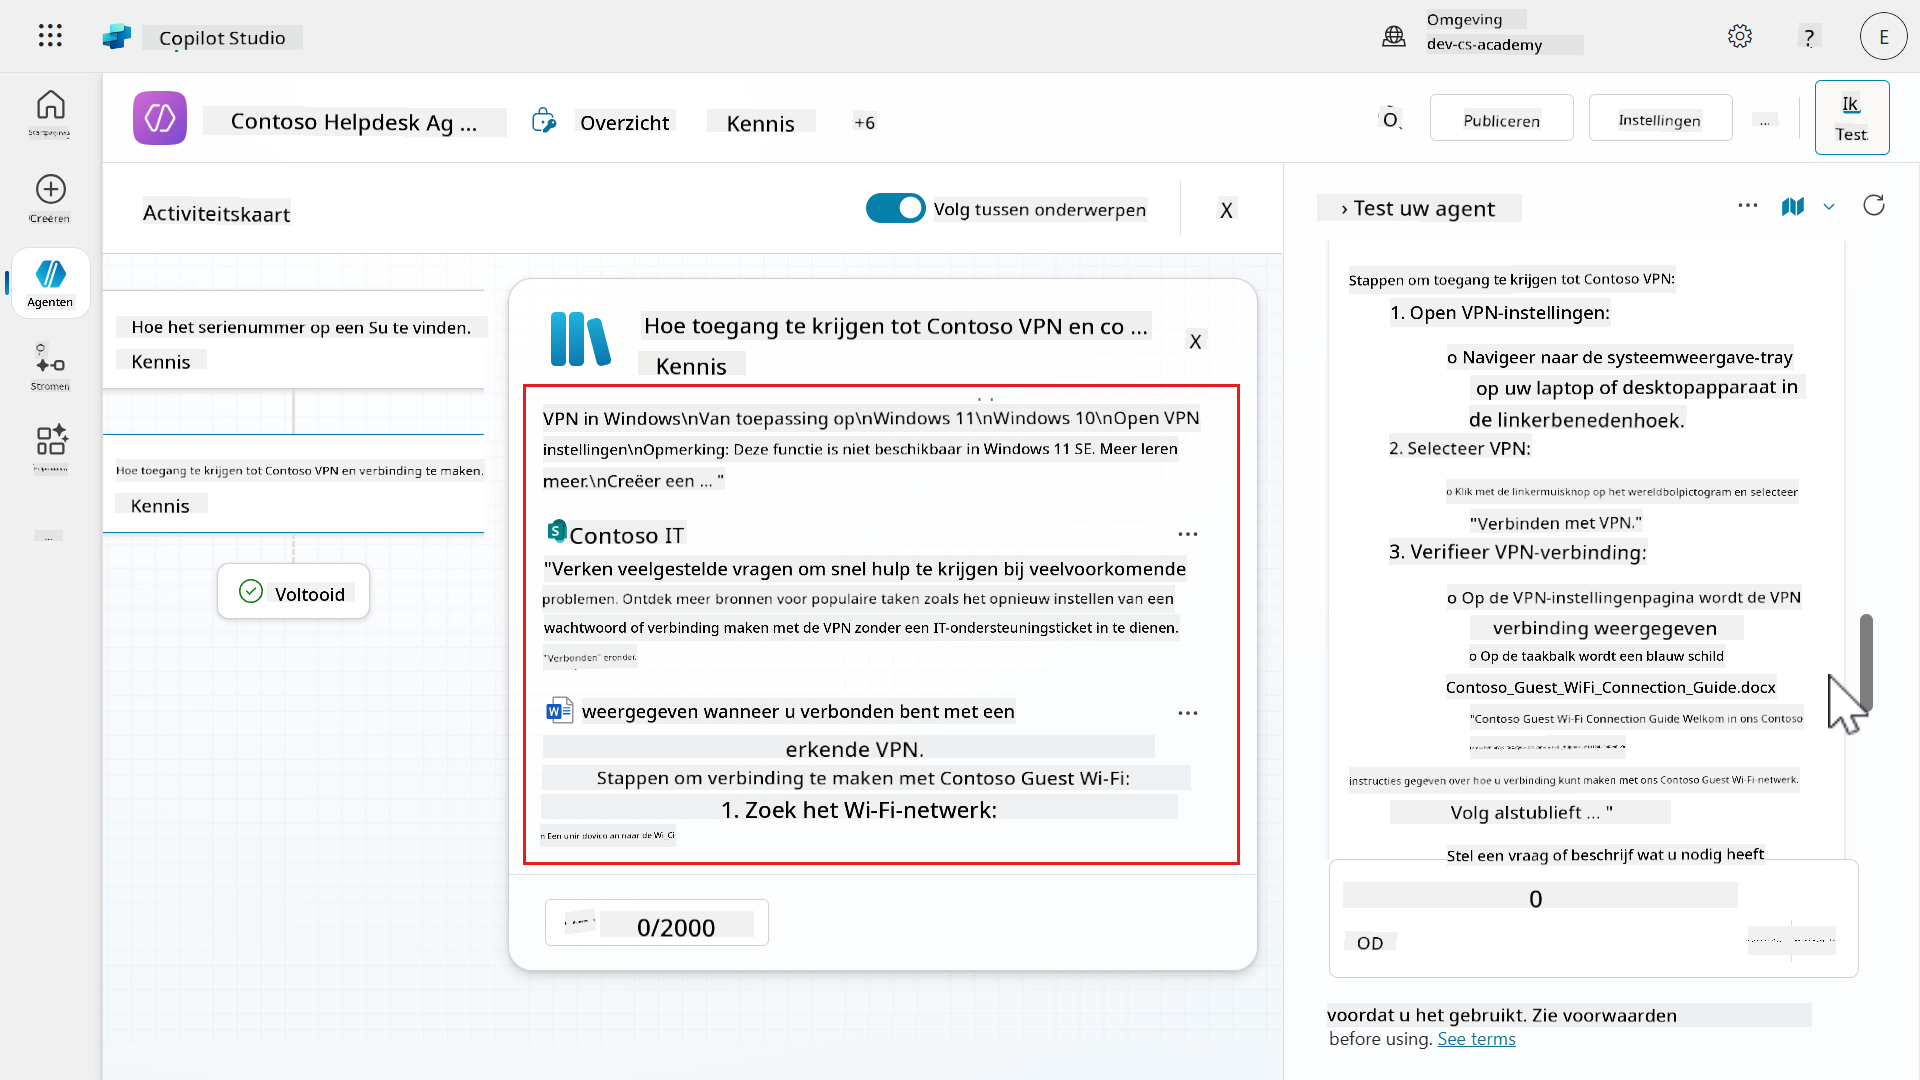 Copilot Studio
Omgeving
dev-cs-academy
?
E
Contoso Helpdesk Ag ...
Overzicht
Kennis
+6
Publiceren
Instellingen
...
Ik
Test
Startpagina
Creëren
Agenten
Stromen
...
Activiteitskaart
Volg tussen onderwerpen
X
Hoe het serienummer op een Su te vinden.
Kennis
Hoe toegang te krijgen tot Contoso VPN en verbinding te maken.
Kennis
Voltooid
Hoe toegang te krijgen tot Contoso VPN en co ...
Kennis
X
VPN in Windows\nVan toepassing op\nWindows 11\nWindows 10\nOpen VPN
instellingen\nOpmerking: Deze functie is niet beschikbaar in Windows 11 SE. Meer leren
meer.\nCreëer een ... "
Contoso IT
"Verken veelgestelde vragen om snel hulp te krijgen bij veelvoorkomende
problemen. Ontdek meer bronnen voor populaire taken zoals het opnieuw instellen van een
wachtwoord of verbinding maken met de VPN zonder een IT-ondersteuningsticket in te dienen.
"Verbonden" eronder.
weergegeven wanneer u verbonden bent met een
erkende VPN.
Stappen om verbinding te maken met Contoso Guest Wi-Fi:
1. Zoek het Wi-Fi-netwerk:
0/2000
› Test uw agent
Stappen om toegang te krijgen tot Contoso VPN:
1. Open VPN-instellingen:
o Navigeer naar de systeemweergave-tray
op uw laptop of desktopapparaat in
de linkerbenedenhoek.
2. Selecteer VPN:
o Klik met de linkermuisknop op het wereldbolpictogram en selecteer
"Verbinden met VPN."
3. Verifieer VPN-verbinding:
o Op de VPN-instellingenpagina wordt de VPN
verbinding weergegeven
o Op de taakbalk wordt een blauw schild
Contoso_Guest_WiFi_Connection_Guide.docx
"Contoso Guest Wi-Fi Connection Guide Welkom in ons Contoso
instructies gegeven over hoe u verbinding kunt maken met ons Contoso Guest Wi-Fi-netwerk.
Volg alstublieft ... "
Stel een vraag of beschrijf wat u nodig heeft
0
OD
voordat u het gebruikt. Zie voorwaarden
before using. See terms